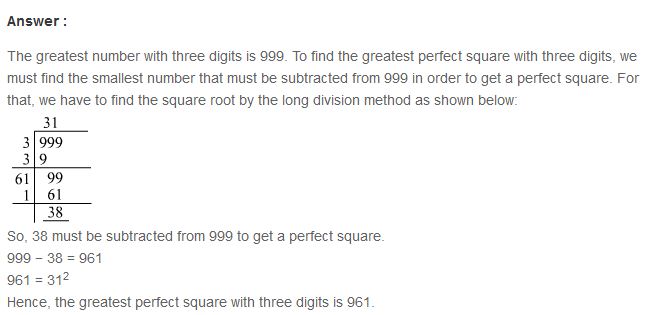 Answer :
The greatest number with three digits is 999. To find the greatest perfect square with three digits, we
must find the smallest number that must be subtracted from 999 in order to get a perfect square. For
that, we have to find the square root by the long division method as shown below:
31
3 999
3 9
61 99
1 61
38
So, 38 must be subtracted from 999 to get a perfect square.
999 − 38 = 961
961 = 31²
Hence, the greatest perfect square with three digits is 961.